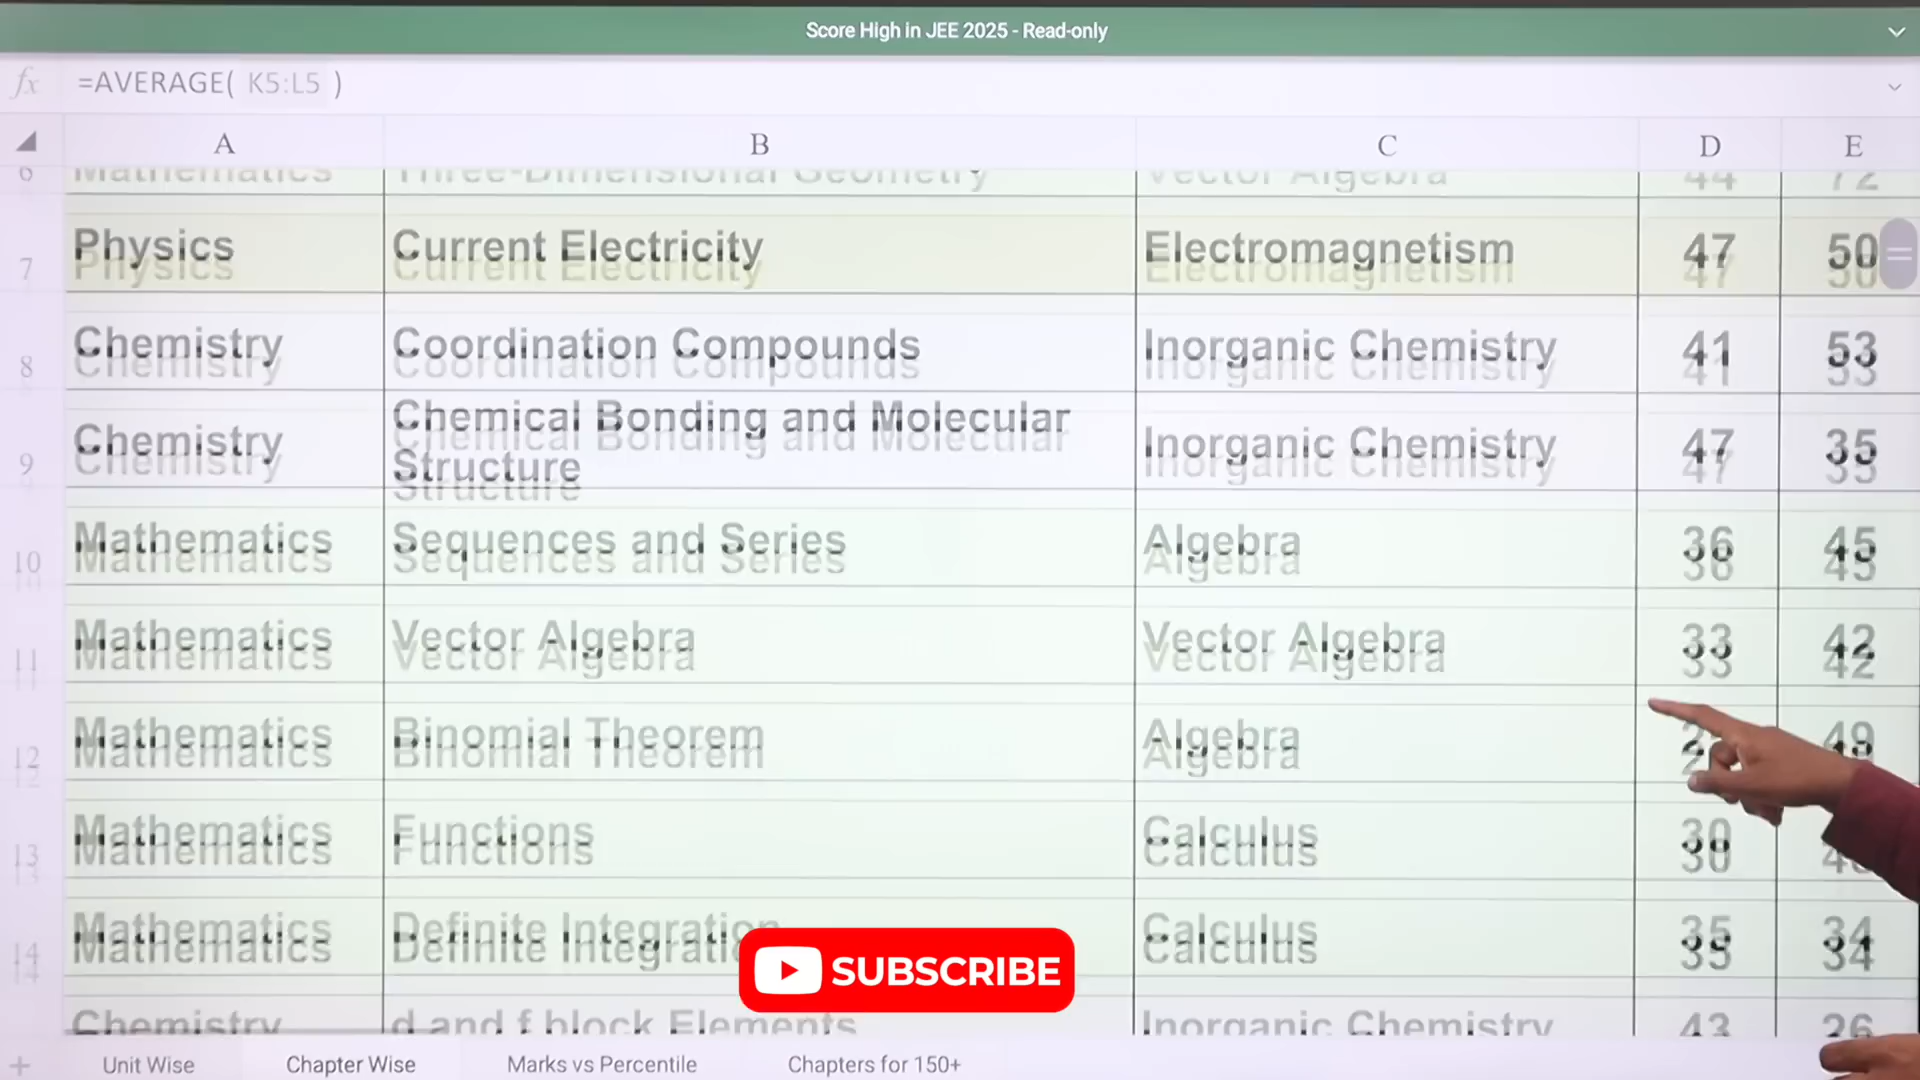 Score High in JEE 2025 - Read-only
fx =AVERAGE( K5:L5 )
A B C D E
6 Mathematics Three-Dimensional Geometry Vector Algebra 44 72
7 Physics Current Electricity Electromagnetism 47 50
8 Chemistry Coordination Compounds Inorganic Chemistry 41 53
9 Chemistry Chemical Bonding and Molecular
Structure Inorganic Chemistry 47 35
10 Mathematics Sequences and Series Algebra 36 45
11 Mathematics Vector Algebra Vector Algebra 33 42
12 Mathematics Binomial Theorem Algebra 49
13 Mathematics Functions Calculus 30
14 Mathematics Definite Integration Calculus 35 34
Chemistry d and f block Elements Inorganic Chemistry 43 26
SUBSCRIBE
Unit Wise Chapter Wise Marks vs Percentile Chapters for 150+